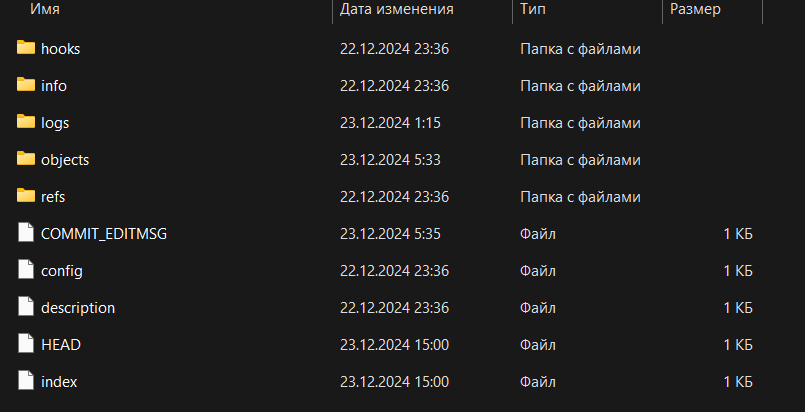 Имя Дата изменения Тип Размер
hooks 22.12.2024 23:36 Папка с файлами
info 22.12.2024 23:36 Папка с файлами
logs 23.12.2024 1:15 Папка с файлами
objects 23.12.2024 5:33 Папка с файлами
refs 22.12.2024 23:36 Папка с файлами
COMMIT_EDITMSG 23.12.2024 5:35 Файл 1 КБ
config 22.12.2024 23:36 Файл 1 КБ
description 22.12.2024 23:36 Файл 1 КБ
HEAD 23.12.2024 15:00 Файл 1 КБ
index 23.12.2024 15:00 Файл 1 КБ